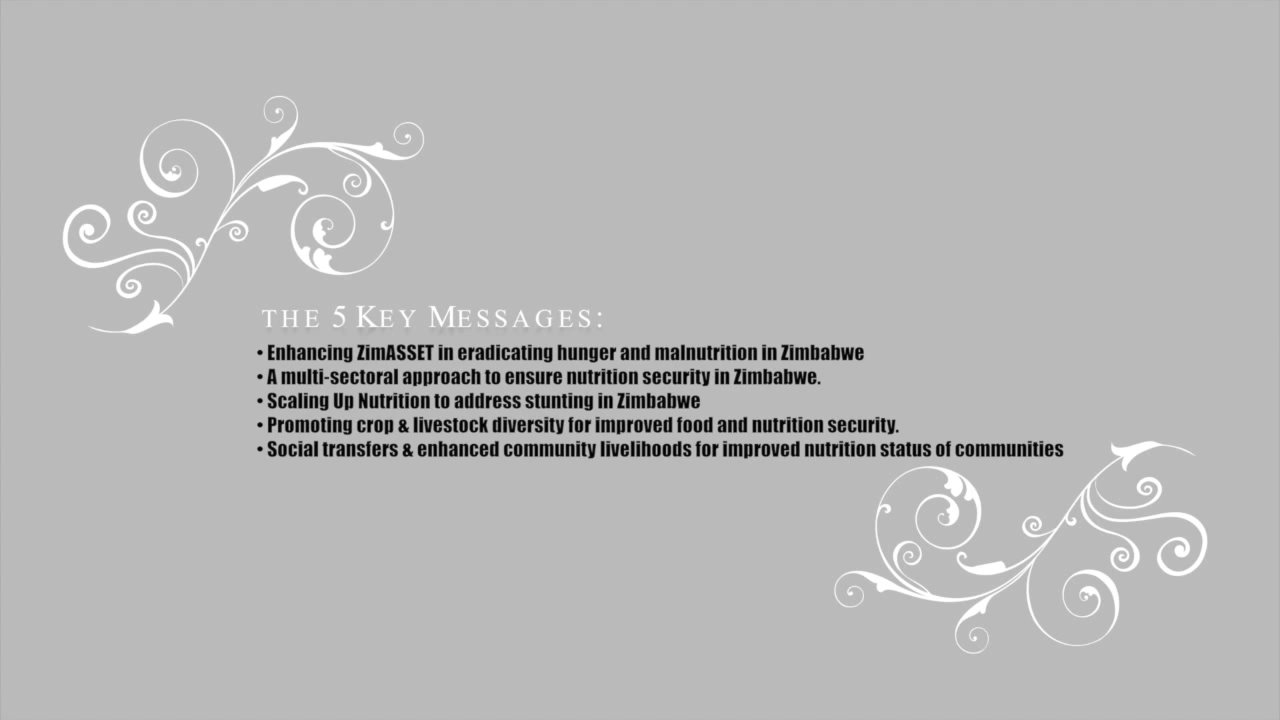 THE 5 KEY MESSAGES:
• Enhancing ZimASSET in eradicating hunger and malnutrition in Zimbabwe
• A multi-sectoral approach to ensure nutrition security in Zimbabwe.
• Scaling Up Nutrition to address stunting in Zimbabwe
• Promoting crop & livestock diversity for improved food and nutrition security.
• Social transfers & enhanced community livelihoods for improved nutrition status of communities